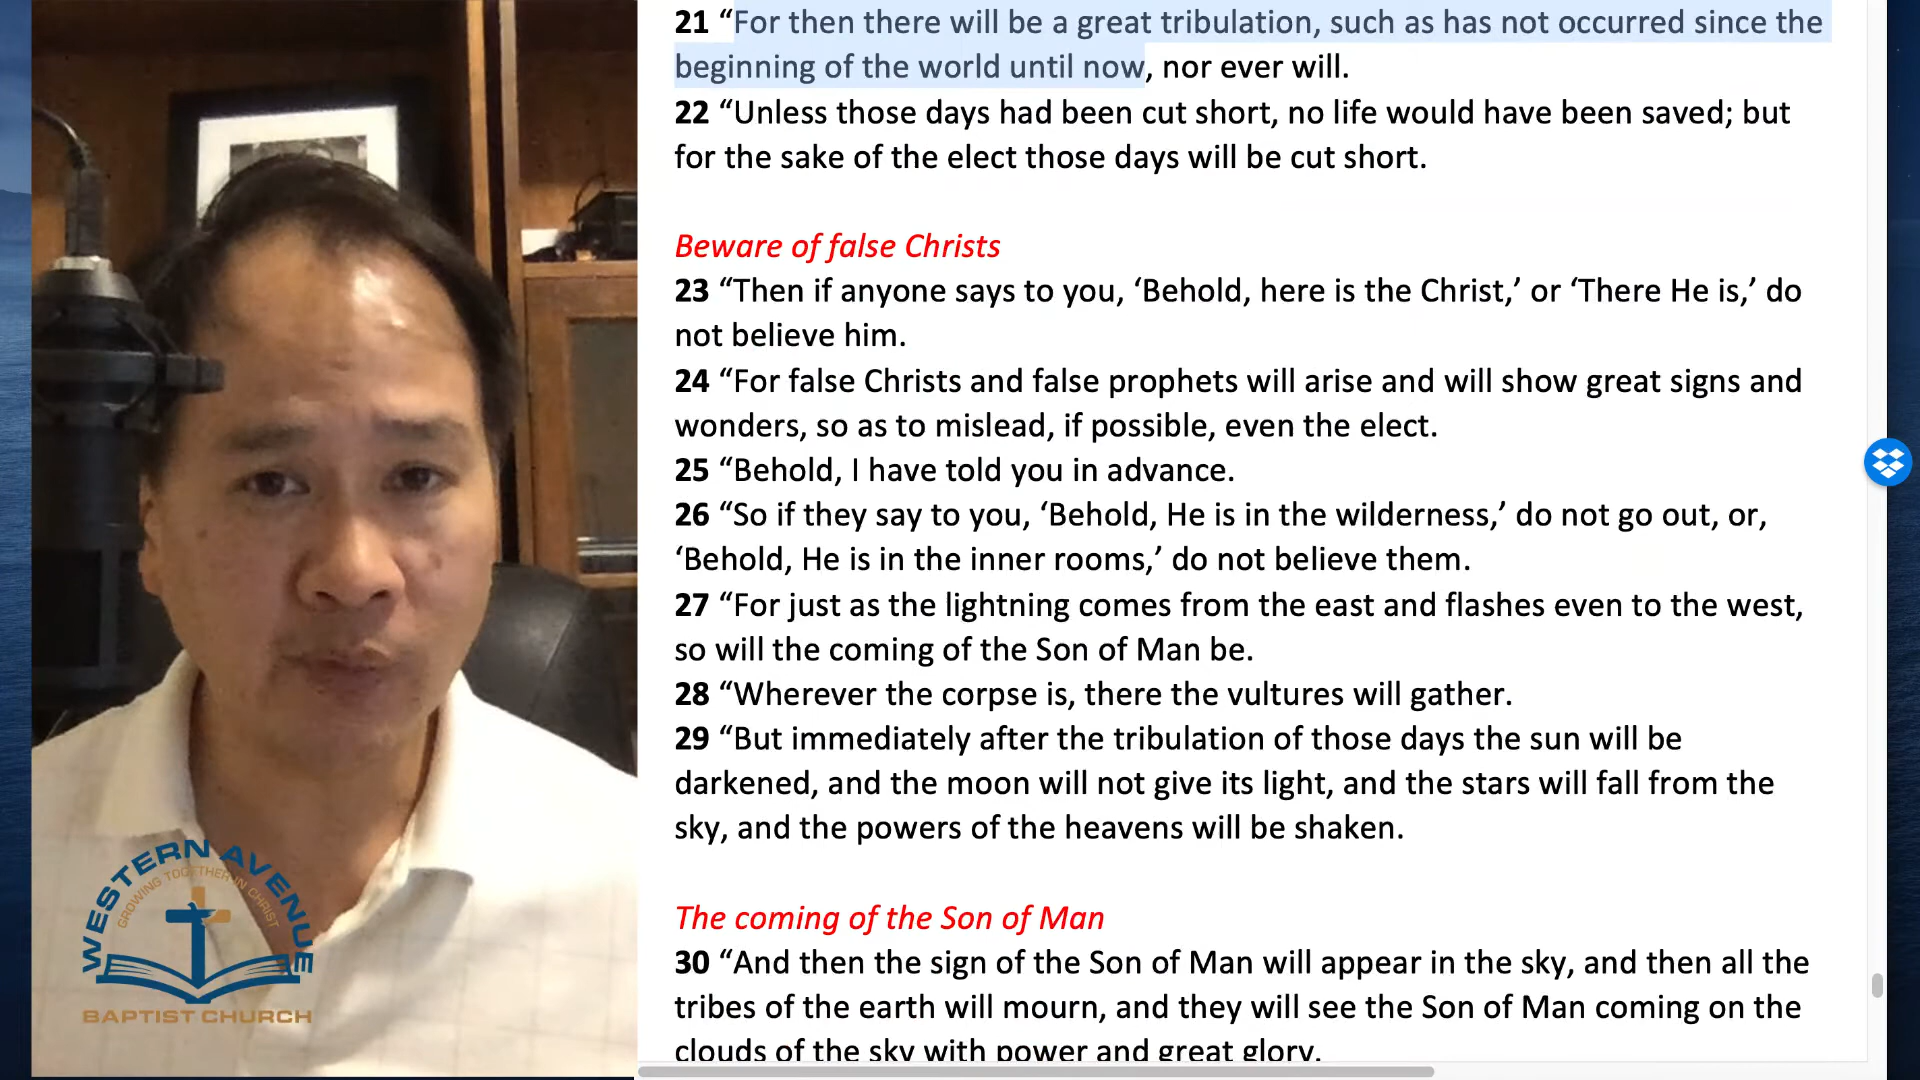 21 “For then there will be a great tribulation, such as has not occurred since the
beginning of the world until now, nor ever will.
22 “Unless those days had been cut short, no life would have been saved; but
for the sake of the elect those days will be cut short.
Beware of false Christs
23 “Then if anyone says to you, ‘Behold, here is the Christ,’ or ‘There He is,’ do
not believe him.
24 “For false Christs and false prophets will arise and will show great signs and
wonders, so as to mislead, if possible, even the elect.
25 “Behold, I have told you in advance.
26 “So if they say to you, ‘Behold, He is in the wilderness,’ do not go out, or,
‘Behold, He is in the inner rooms,’ do not believe them.
27 “For just as the lightning comes from the east and flashes even to the west,
so will the coming of the Son of Man be.
28 “Wherever the corpse is, there the vultures will gather.
29 “But immediately after the tribulation of those days the sun will be
darkened, and the moon will not give its light, and the stars will fall from the
sky, and the powers of the heavens will be shaken.
The coming of the Son of Man
30 “And then the sign of the Son of Man will appear in the sky, and then all the
tribes of the earth will mourn, and they will see the Son of Man coming on the
clouds of the sky with power and great glory.
WESTERN AVENUE
GROWING TOGETHER IN CHRIST
BAPTIST CHURCH